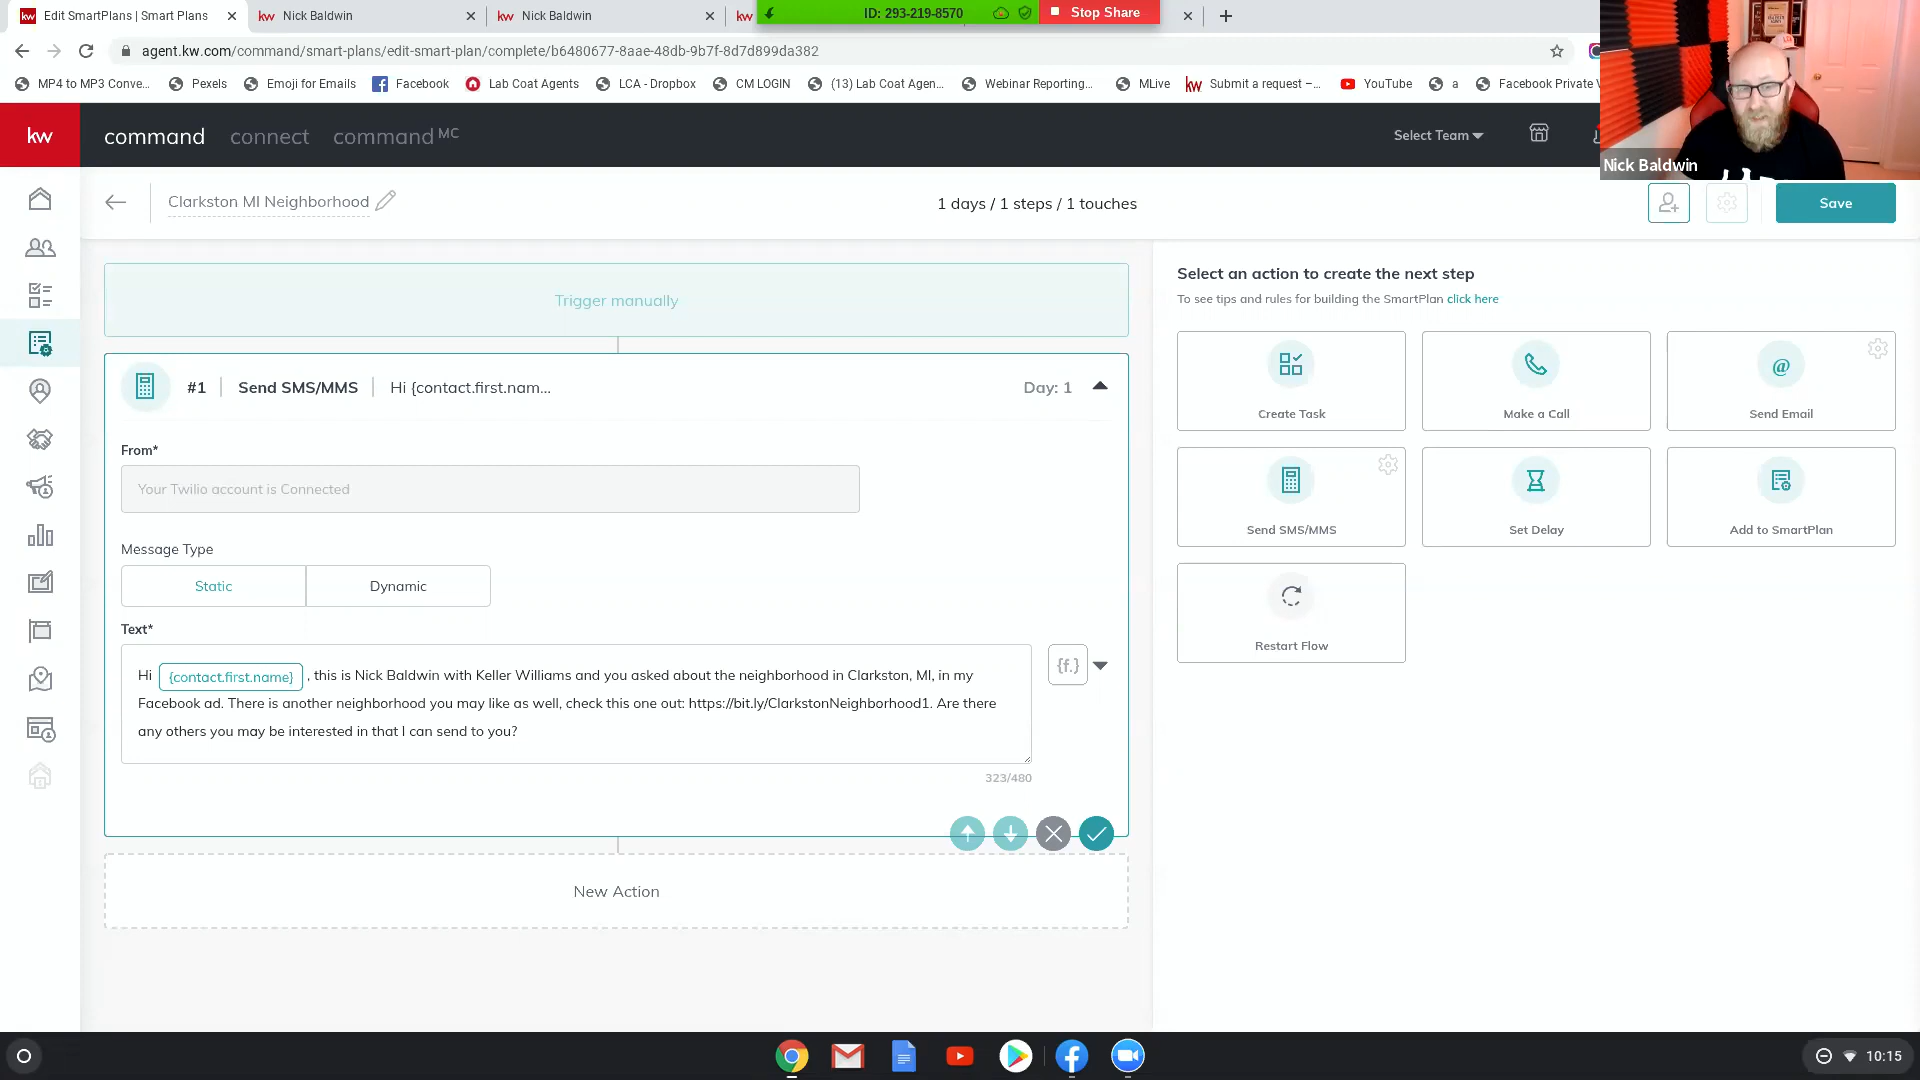 Edit SmartPlans | Smart Plans
kw Nick Baldwin
kw Nick Baldwin
kw
ID: 293-219-8570
Stop Share
agent.kw.com/command/smart-plans/edit-smart-plan/complete/b6480677-8aae-48db-9b7f-8d7d899da382
MP4 to MP3 Conve...
Pexels
Emoji for Emails
Facebook
Lab Coat Agents
LCA - Dropbox
CM LOGIN
(13) Lab Coat Agen...
Webinar Reporting...
MLive
kw Submit a request –...
YouTube
a
Facebook Private V
kw
command
connect
command MC
Select Team
Nick Baldwin
Clarkston MI Neighborhood
1 days / 1 steps / 1 touches
Save
Trigger manually
#1 | Send SMS/MMS | Hi {contact.first.nam...
Day: 1
From*
Your Twilio account is Connected
Message Type
Static
Dynamic
Text*
Hi {contact.first.name} , this is Nick Baldwin with Keller Williams and you asked about the neighborhood in Clarkston, MI, in my
Facebook ad. There is another neighborhood you may like as well, check this one out: https://bit.ly/ClarkstonNeighborhood1. Are there
any others you may be interested in that I can send to you?
{f.}
323/480
New Action
Select an action to create the next step
To see tips and rules for building the SmartPlan click here
Create Task
Make a Call
@
Send Email
Send SMS/MMS
Set Delay
Add to SmartPlan
Restart Flow
10:15